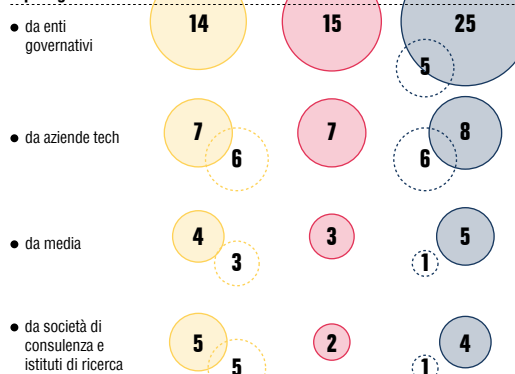 • da enti
governativi
14
15
25
5
• da aziende tech
7
6
7
8
6
• da media
4
3
3
5
1
• da società di
consulenza e
istituti di ricerca
5
5
2
4
1